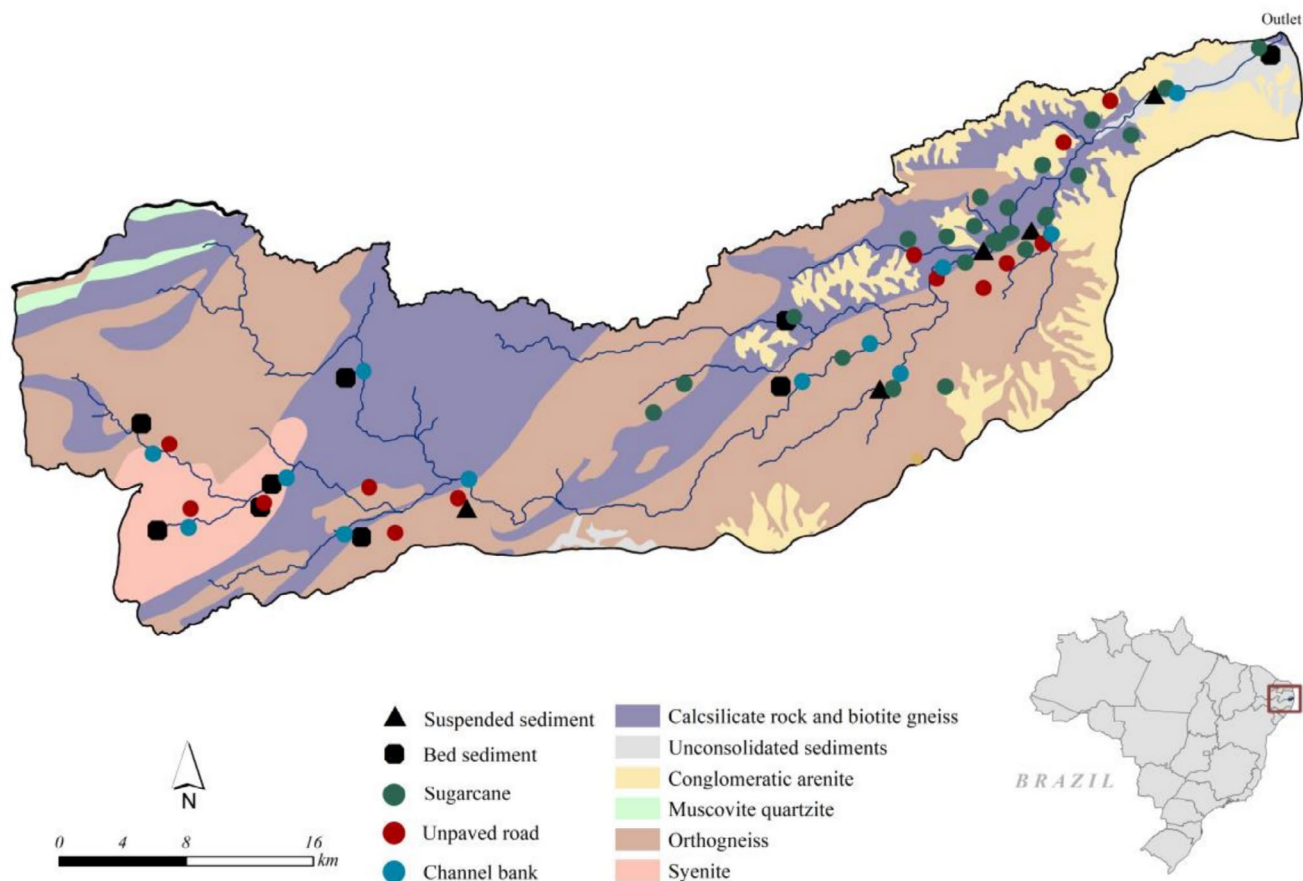 Outlet
Suspended sediment
Bed sediment
Sugarcane
Unpaved road
Channel bank
Calcsilicate rock and biotite gneiss
Unconsolidated sediments
Conglomeratic arenite
Muscovite quartzite
Orthogneiss
Syenite
N
0 4 8 16
km
BRAZIL